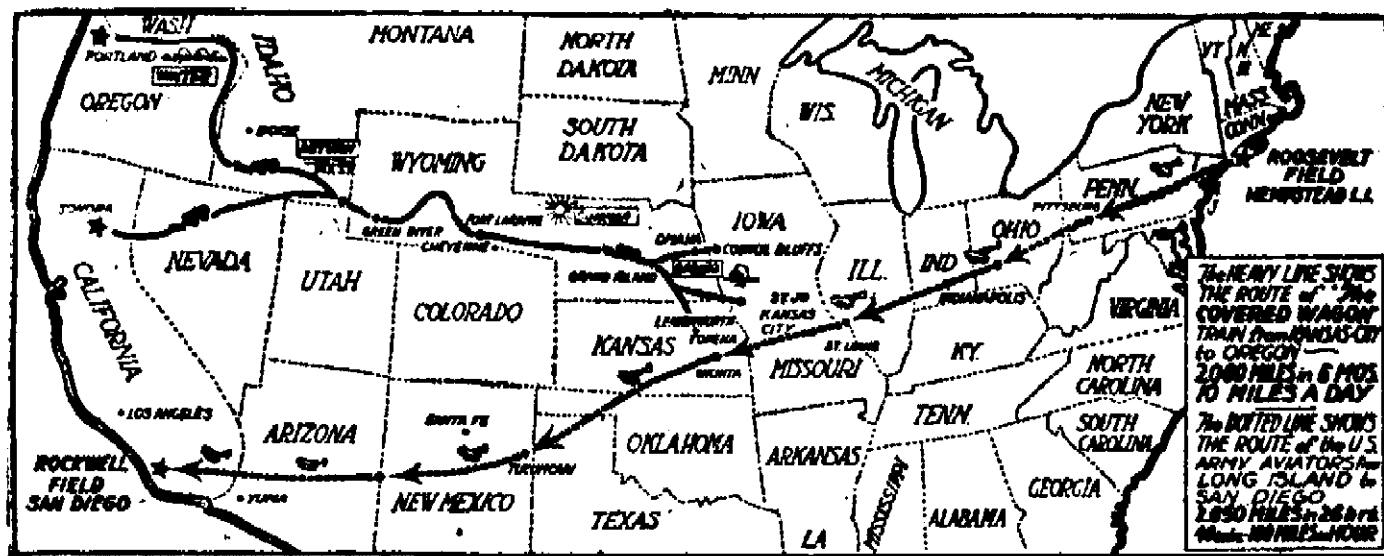 WASH.
PORTLAND
OREGON
IDAHO
MONTANA
NORTH
DAKOTA
MINN
WIS.
MICHIGAN
VT
N
H
ME
NEW
YORK
MASS
CONN.
SOUTH
DAKOTA
WYOMING
BOISE
ROOSEVELT
FIELD
HEMPSTEAD L.I.
PENN.
PITTSBURG
OHIO
IND
ILL.
IOWA
OMAHA
COUNCIL BLUFFS
FORT LARAMIE
GREEN RIVER
CHEYENNE
GRAND ISLAND
SONOMA
NEVADA
UTAH
COLORADO
CALIFORNIA
ST. JO
KANSAS
CITY
INDIANAPOLIS
LEAVENWORTH
TOPEKA
KANSAS
WICHITA
ST. LOUIS
MISSOURI
KY.
VIRGINIA
NORTH
CAROLINA
TENN.
SOUTH
CAROLINA
LOS ANGELES
ARIZONA
SANTA FE
TUCUMCARI
OKLAHOMA
ARKANSAS
ROCKWELL
FIELD
SAN DIEGO
YUMA
NEW MEXICO
TEXAS
LA
MISSISSIPPI
ALABAMA
GEORGIA
The HEAVY LINE SHOWS
THE ROUTE of "The
COVERED WAGON"
TRAIN from KANSAS CITY
to OREGON —
2,000 MILES in 6 MOS.
10 MILES A DAY
The DOTTED LINE SHOWS
THE ROUTE of the U.S.
ARMY AVIATORS from
LONG ISLAND to
SAN DIEGO
MILES in 26 hrs.
100 MILES an HOUR